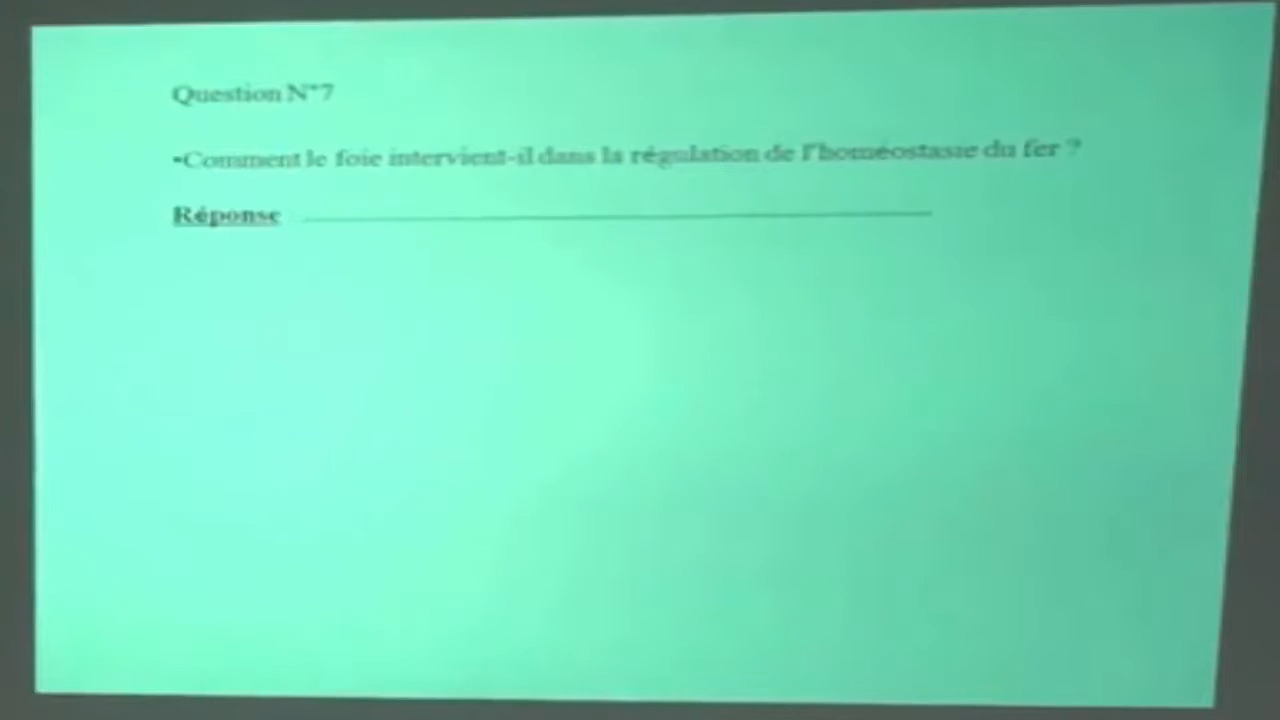 Question N°7
•Comment le foie intervient-il dans la régulation de l'homéostasie du fer ?
Réponse